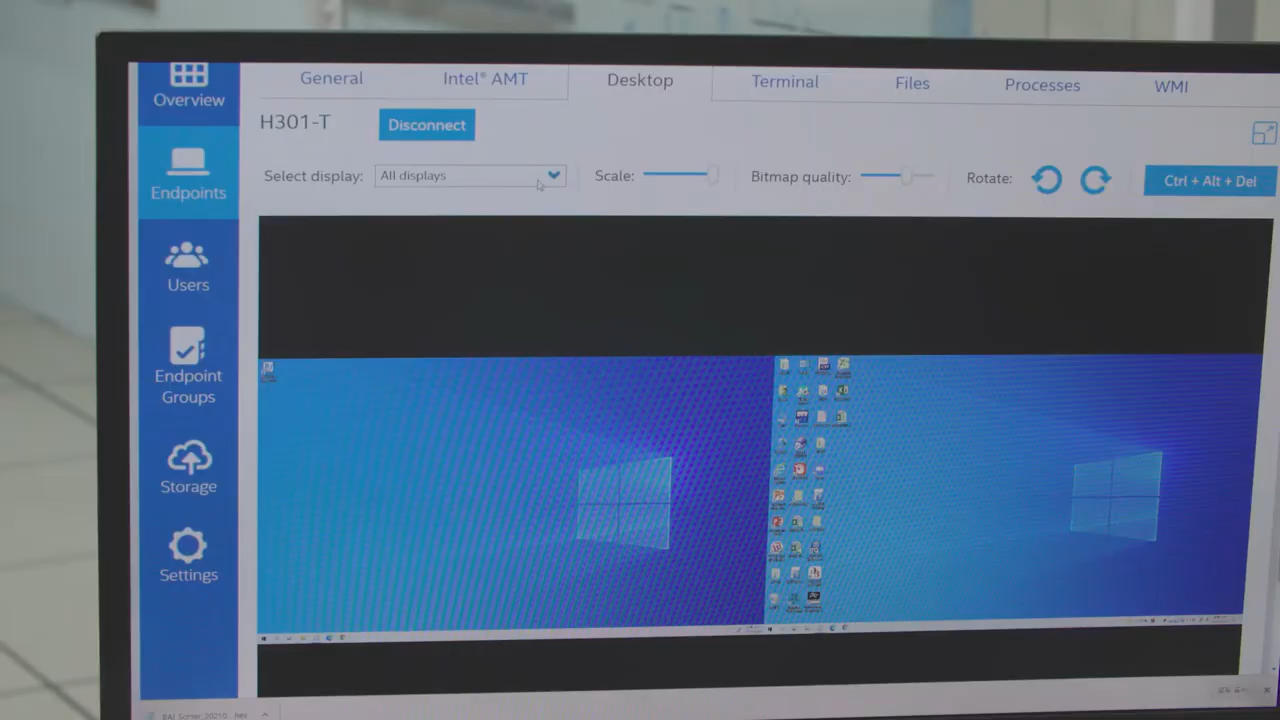 General Intel® AMT Desktop Terminal Files Processes WMI
Overview
H301-T Disconnect
Select display: All displays Scale: Bitmap quality: Rotate: Ctrl + Alt + Del
Endpoints
Users
Endpoint
Groups
Storage
Settings